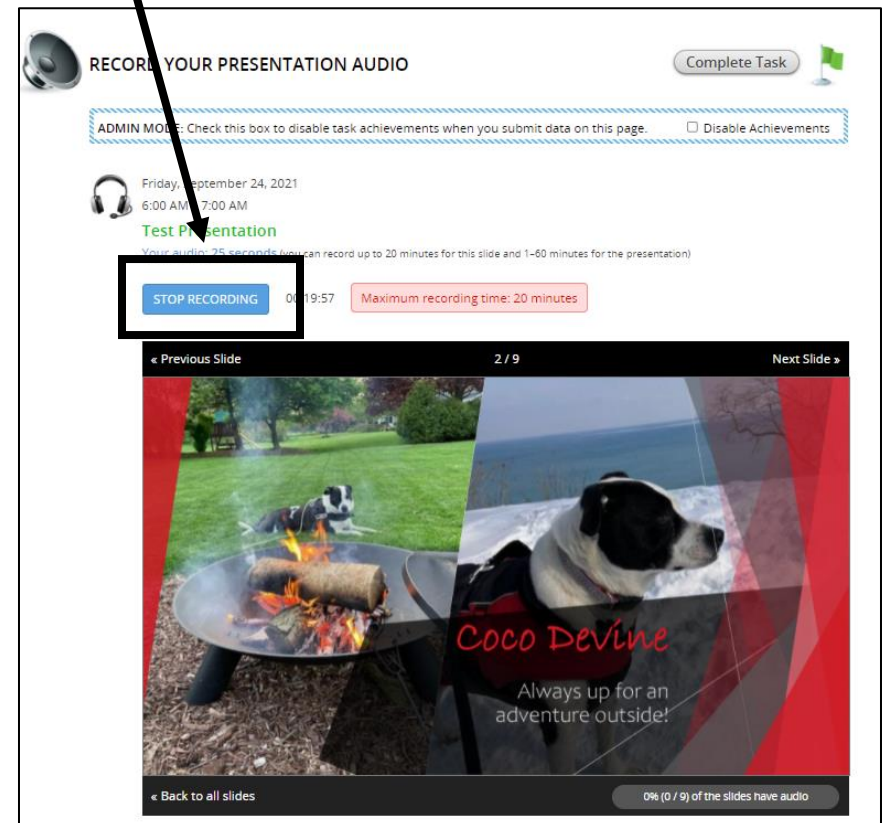 RECORD YOUR PRESENTATION AUDIO
Complete Task
ADMIN MODE: Check this box to disable task achievements when you submit data on this page.
Disable Achievements
Friday, September 24, 2021
6:00 AM 7:00 AM
Test Presentation
Your audio: 25 seconds (you can record up to 20 minutes for this slide and 1–60 minutes for the presentation)
STOP RECORDING
00:19:57
Maximum recording time: 20 minutes
« Previous Slide
2 / 9
Next Slide »
Coco Devine
Always up for an
adventure outside!
« Back to all slides
0% (0 / 9) of the slides have audio